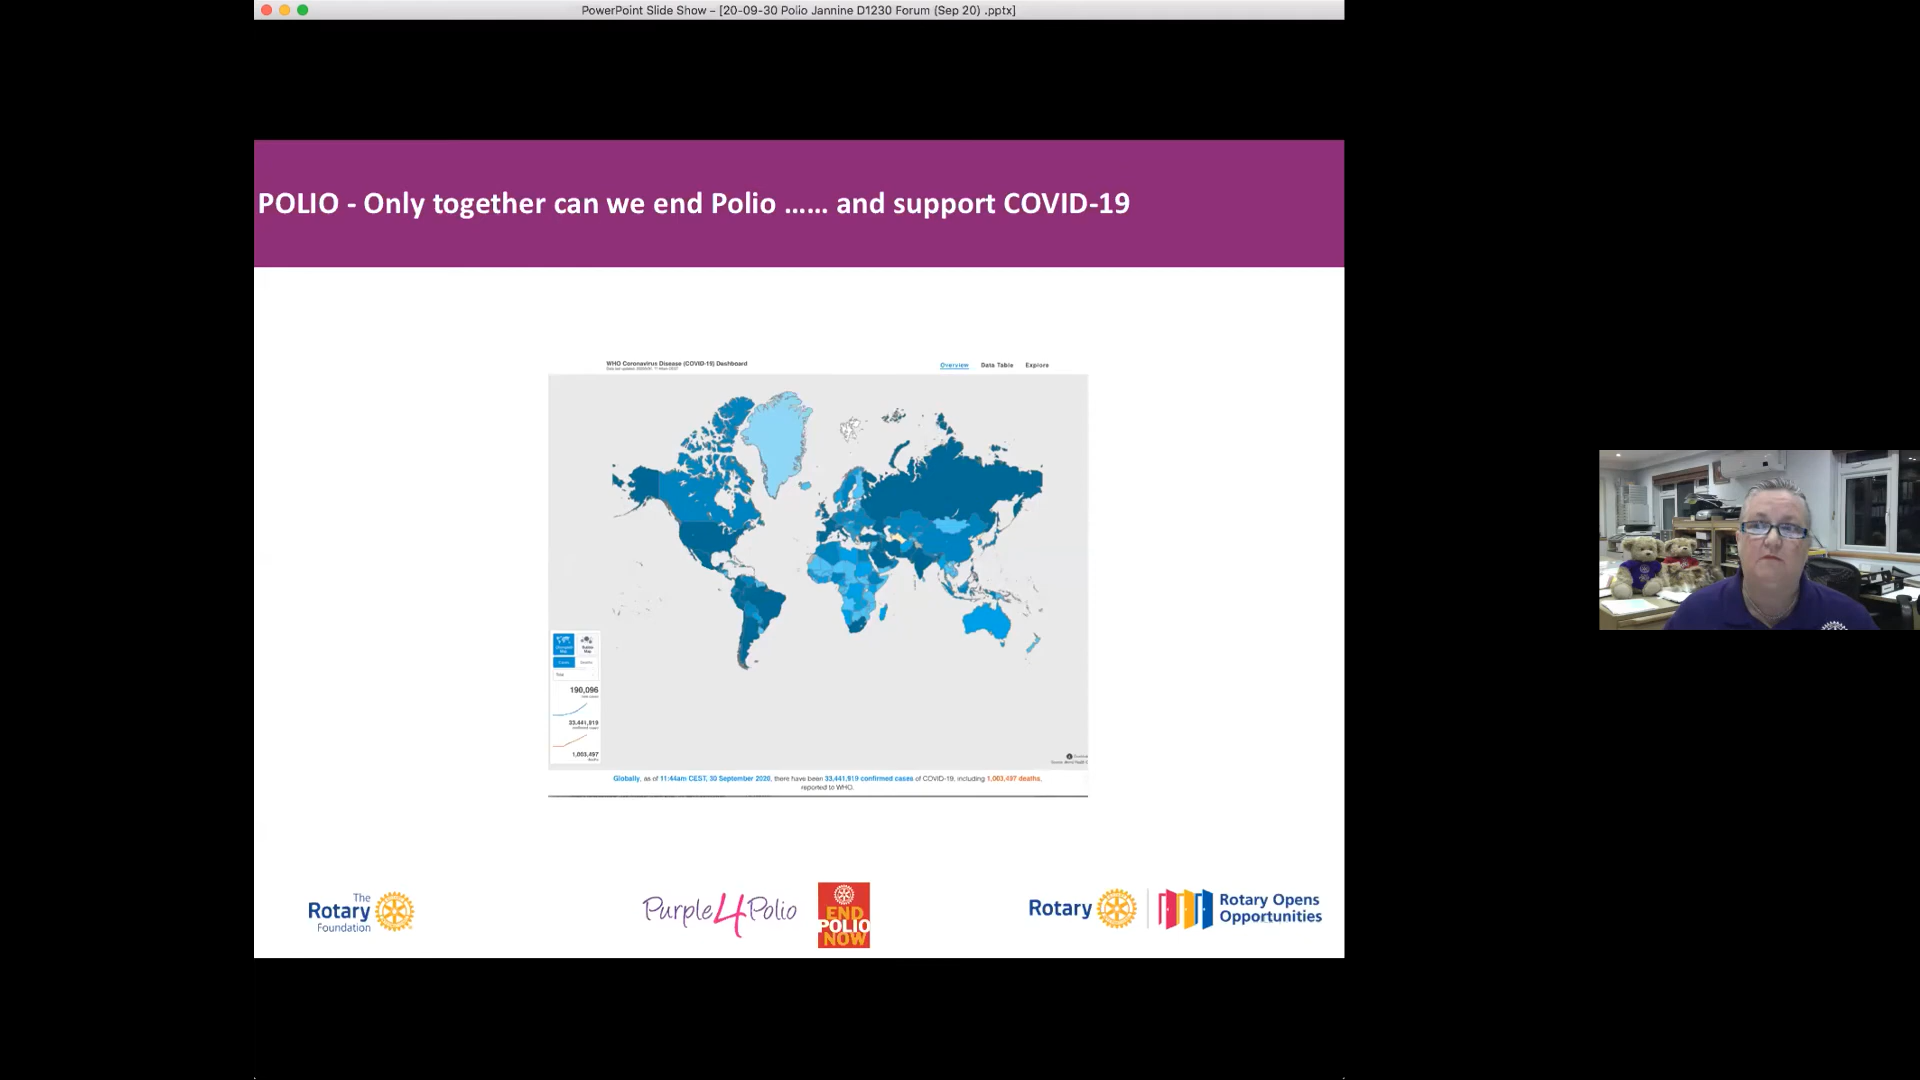 PowerPoint Slide Show – [20-09-30 Polio Jannine D1230 Forum (Sep 20) .pptx]
POLIO - Only together can we end Polio …… and support COVID-19
WHO Coronavirus Disease (COVID-19) Dashboard
Overview Data Table Explore
190,096
33,441,919
1,003,497
Globally, as of 11:44am CEST, 30 September 2020, there have been 33,441,919 confirmed cases of COVID-19, including 1,003,497 deaths,
reported to WHO.
The
Rotary
Foundation
Purple4Polio
END
POLIO
NOW
Rotary
Rotary Opens
Opportunities